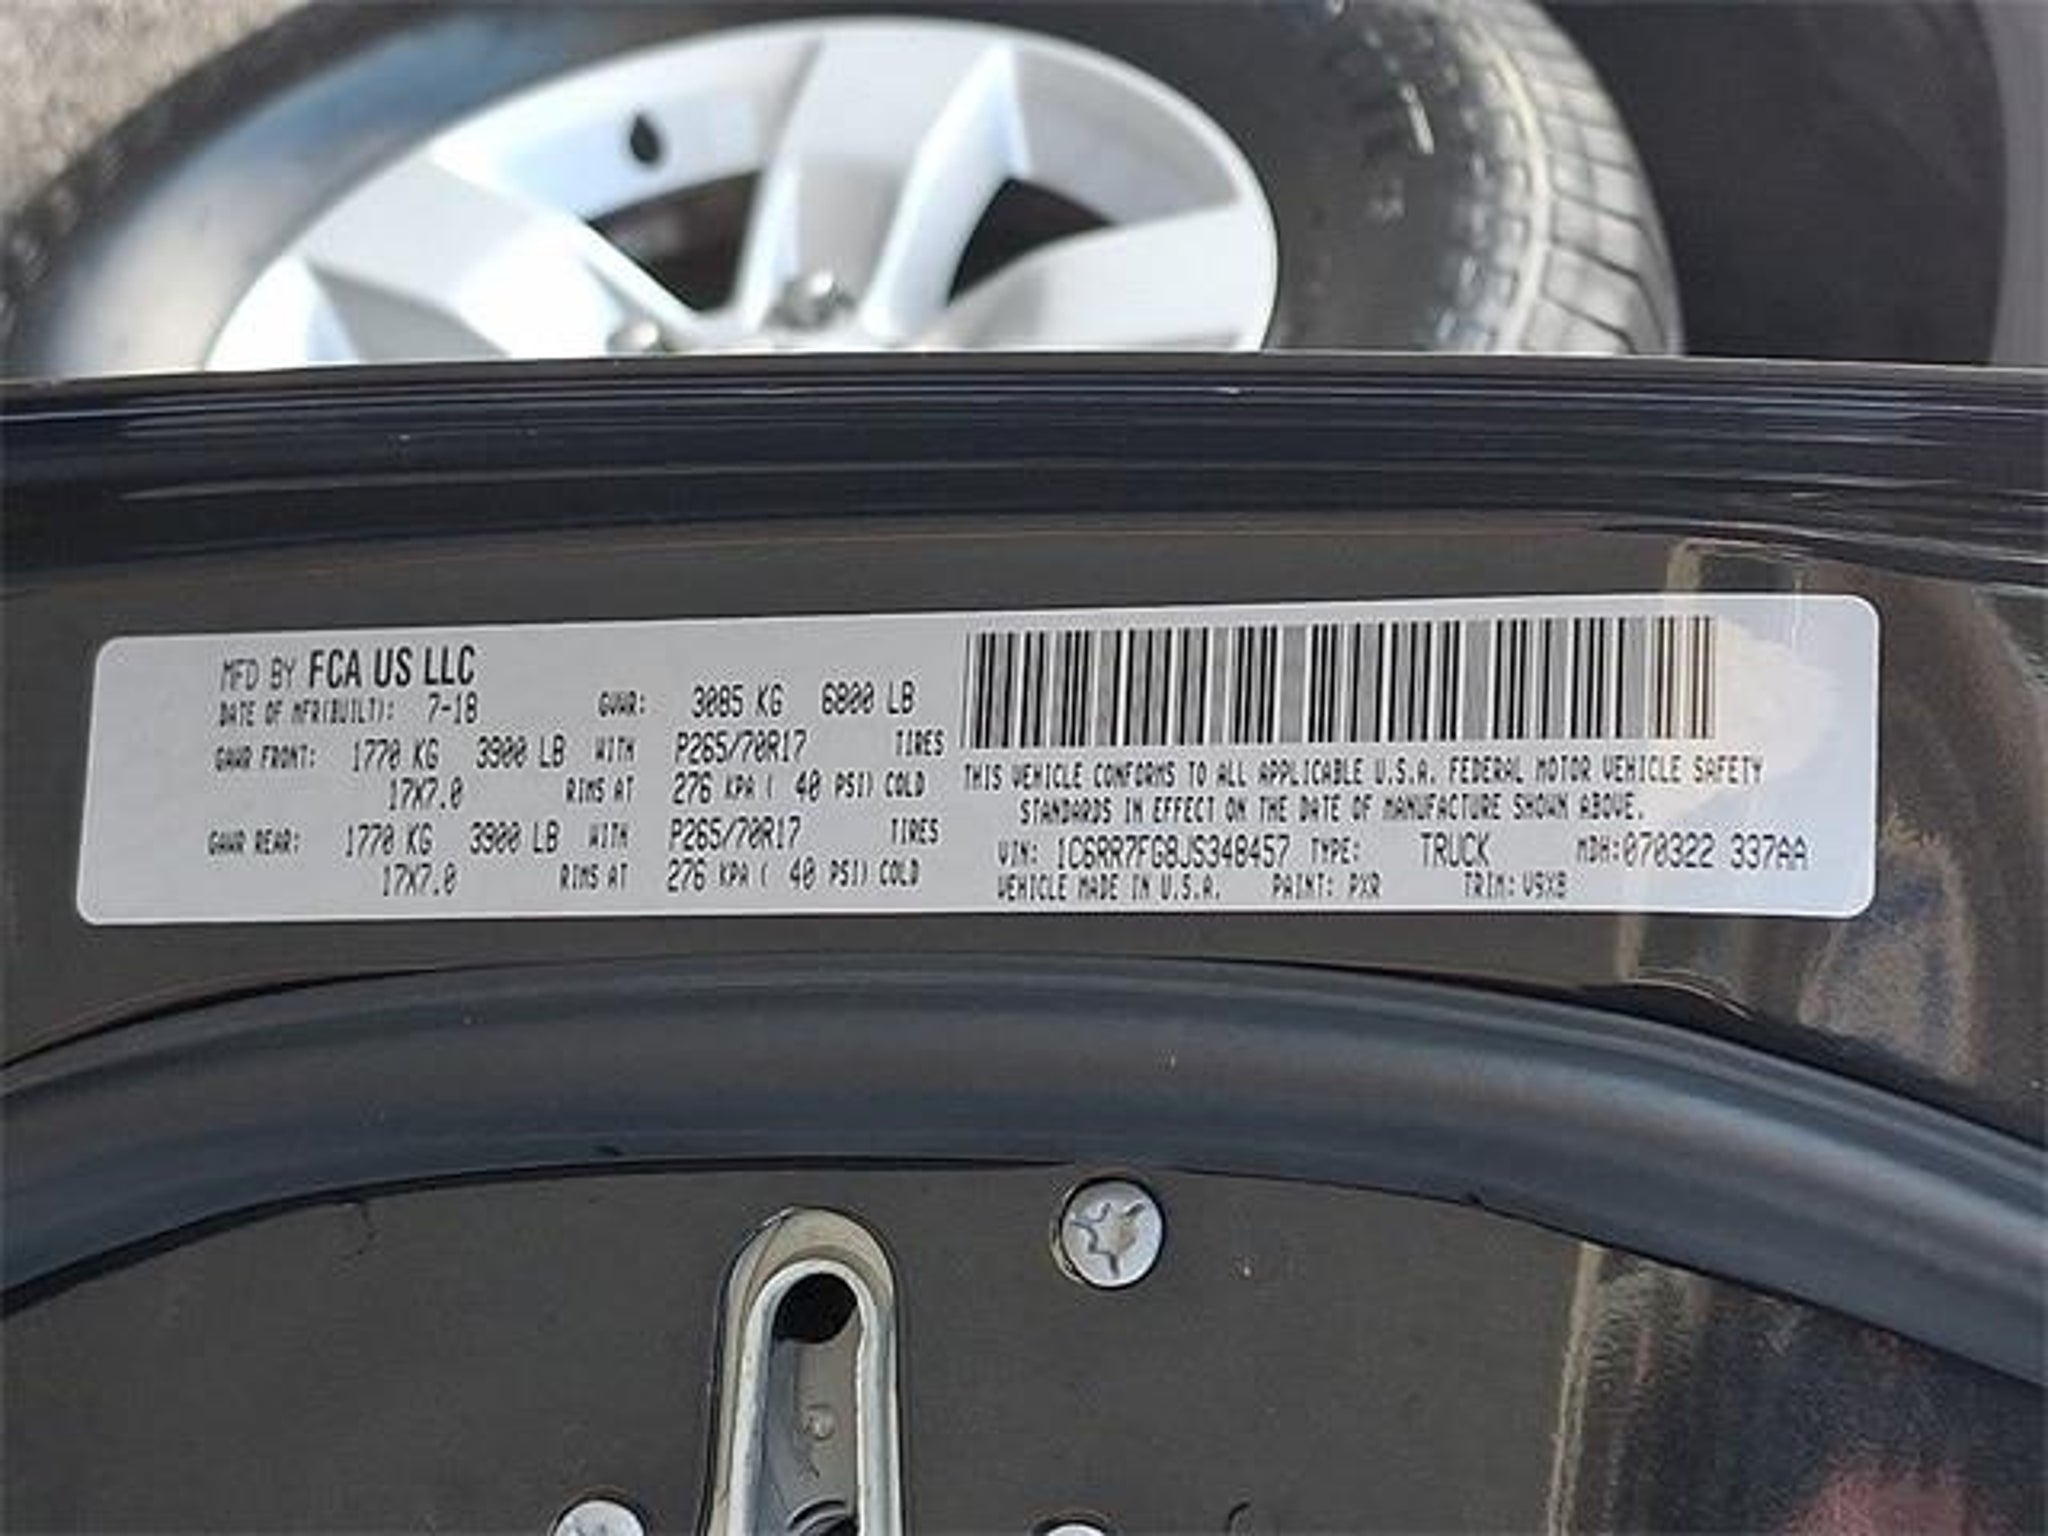 MFD BY FCA US LLC
DATE OF MFR(BUILT): 7-18 GVWR: 3085 KG 6800 LB
GAWR FRONT: 1770 KG 3900 LB WITH P265/70R17 TIRES
17X7.0 RIMS AT 276 KPA ( 40 PSI) COLD
GAWR REAR: 1770 KG 3900 LB WITH P265/70R17 TIRES
17X7.0 RIMS AT 276 KPA ( 40 PSI) COLD
THIS VEHICLE CONFORMS TO ALL APPLICABLE U.S.A. FEDERAL MOTOR VEHICLE SAFETY
STANDARDS IN EFFECT ON THE DATE OF MANUFACTURE SHOWN ABOVE.
VIN: 1C6RR7FG8JS348457 TYPE: TRUCK MDH:070322 337AA
VEHICLE MADE IN U.S.A. PAINT: PXR TRIM: V9X8